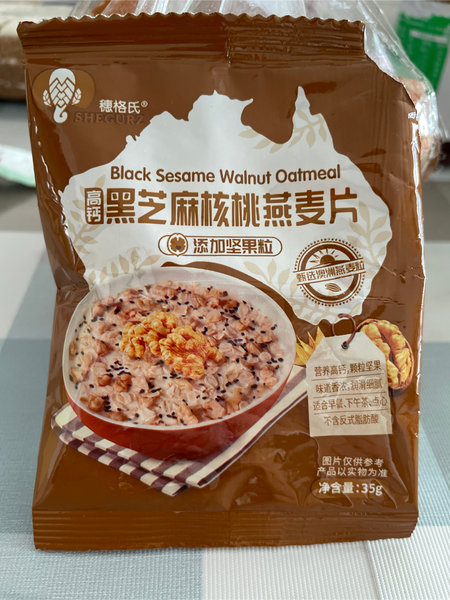 穗格氏®
SHEGURZ
Black Sesame Walnut Oatmeal
高钙
黑芝麻核桃燕麦片
添加坚果粒
甄选澳洲燕麦粒
营养高钙,颗粒坚果
味道香浓,润滑细腻
适合早餐、下午茶、点心
不含反式脂肪酸
图片仅供参考
产品以实物为准
净含量:35g